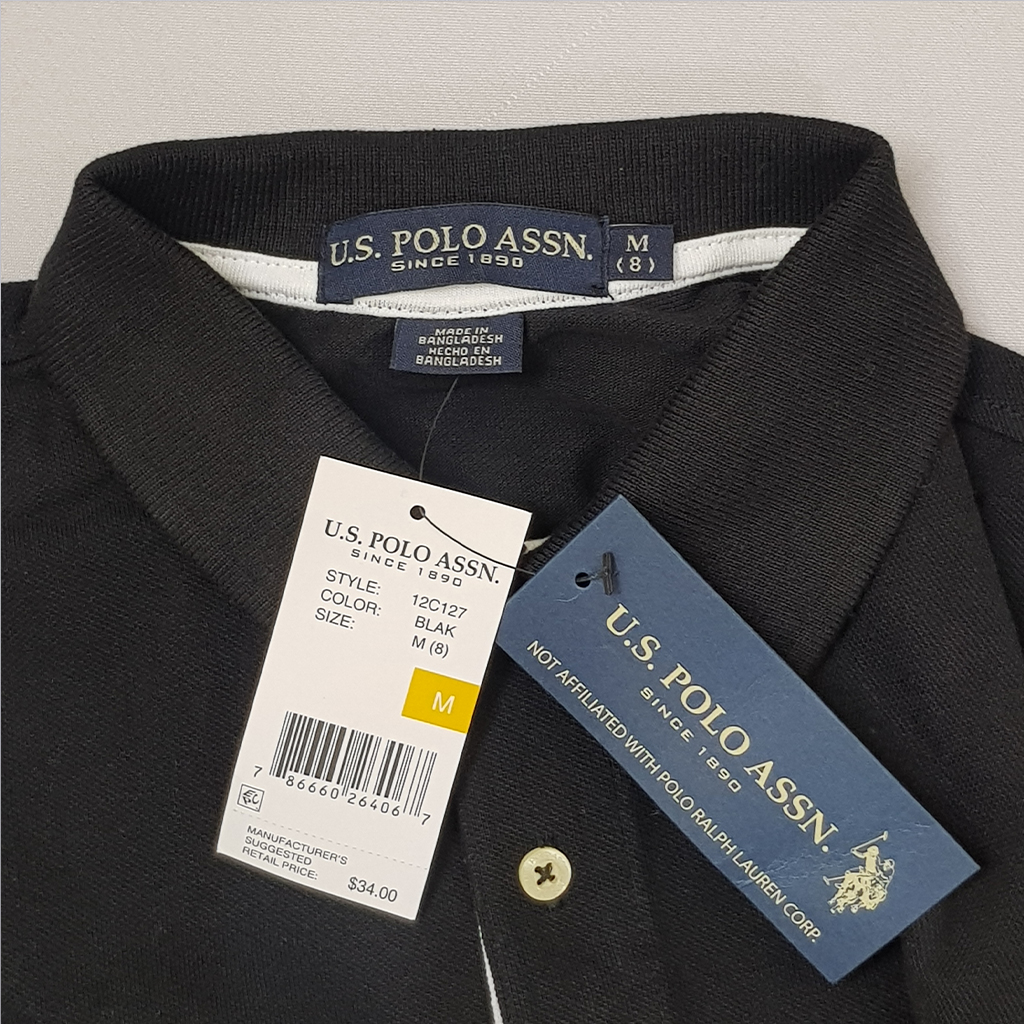 U.S. POLO ASSN.
SINCE 1890
M
(8)
MADE IN
BANGLADESH
HECHO EN
BANGLADESH
U.S. POLO ASSN.
SINCE 1890
STYLE: 12C127
COLOR: BLAK
SIZE: M (8)
M
7 86660 26406 7
MANUFACTURER'S
SUGGESTED
RETAIL PRICE: $34.00
U.S. POLO ASSN.
SINCE 1890
NOT AFFILIATED WITH POLO RALPH LAUREN CORP.